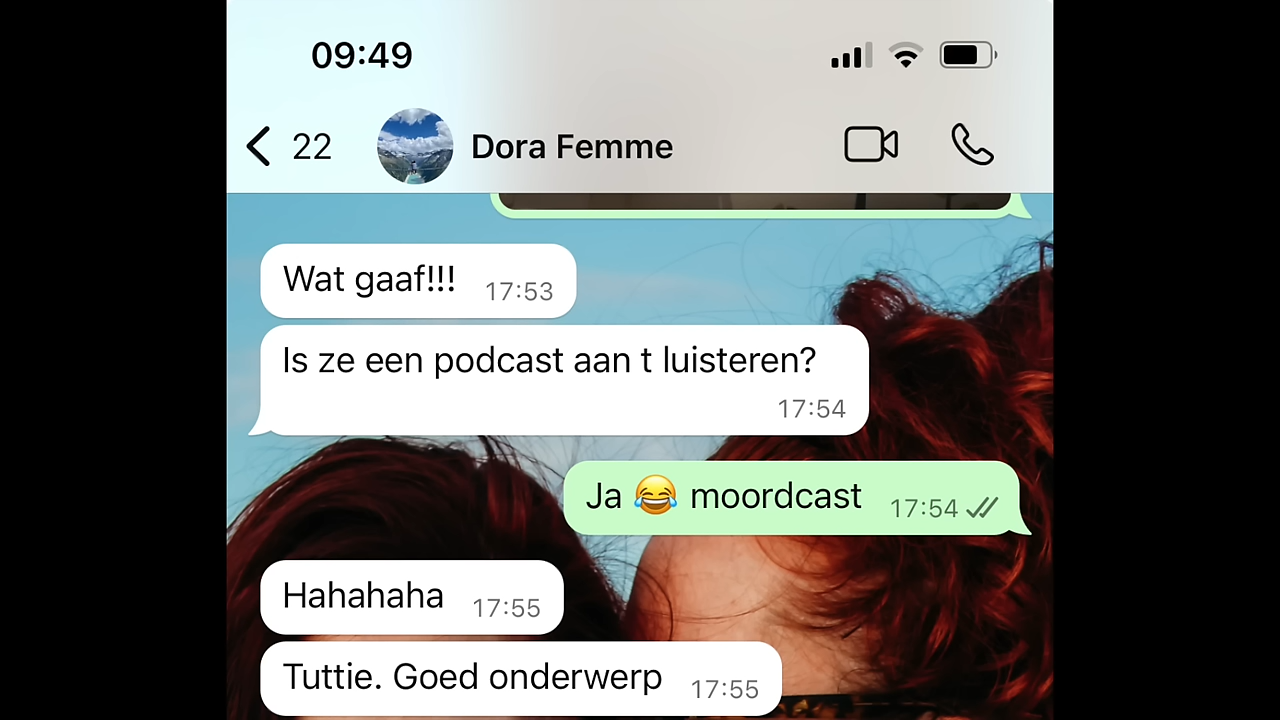 09:49
22 Dora Femme
Wat gaaf!!! 17:53
Is ze een podcast aan t luisteren?
17:54
Ja 😂 moordcast 17:54
Hahahaha 17:55
Tuttie. Goed onderwerp 17:55